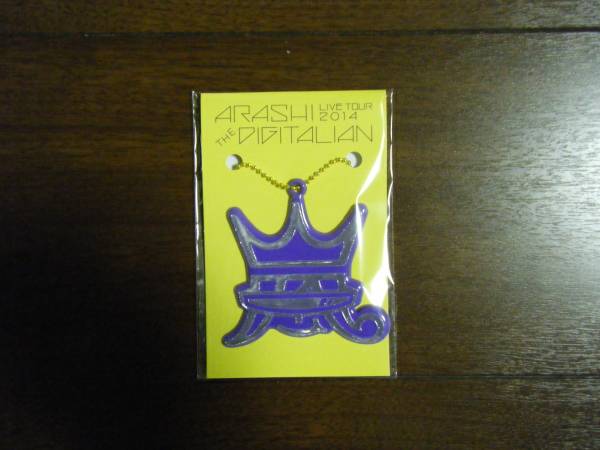 ARASHI LIVE TOUR 2014
THE DIGITALIAN